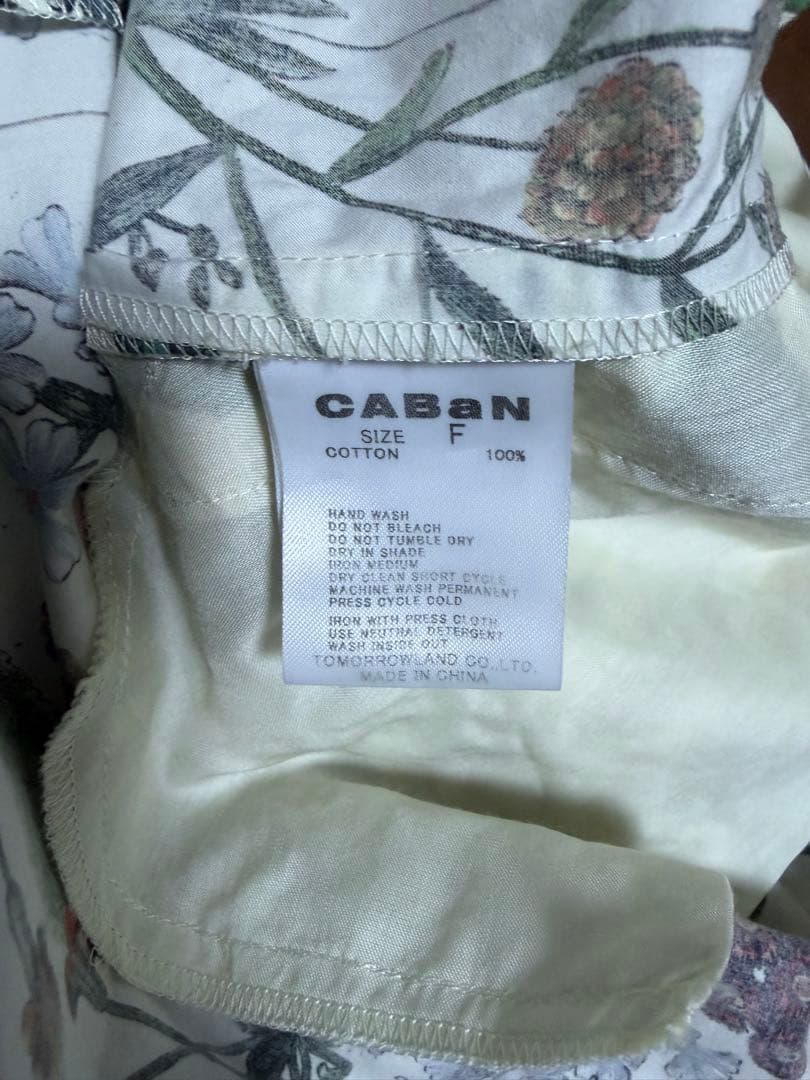 CABaN
SIZE F
COTTON 100%
HAND WASH
DO NOT BLEACH
DO NOT TUMBLE DRY
DRY IN SHADE
IRON MEDIUM
DRY CLEAN SHORT CYCLE
MACHINE WASH PERMANENT
PRESS CYCLE COLD
IRON WITH PRESS CLOTH
USE NEUTRAL DETERGENT
WASH INSIDE OUT
TOMORROWLAND CO.,LTD.
MADE IN CHINA